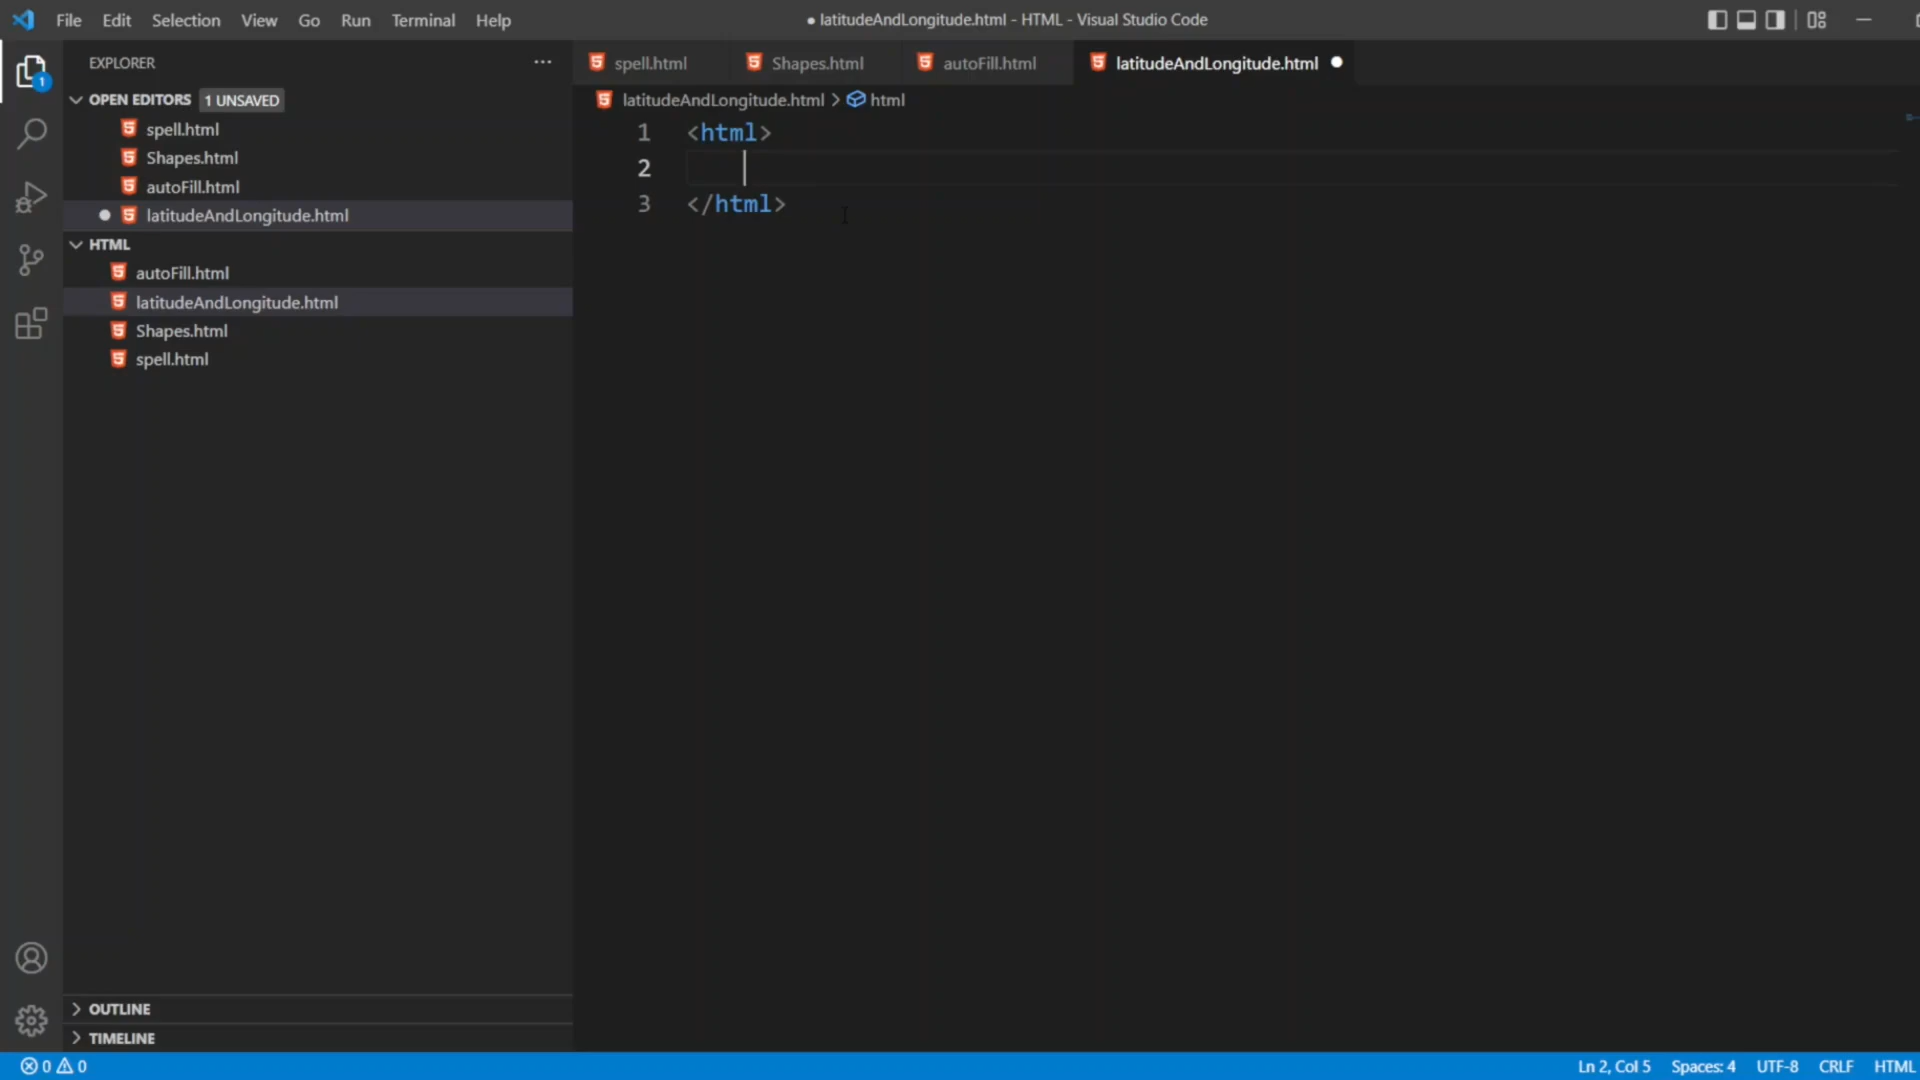 File Edit Selection View Go Run Terminal Help
● latitudeAndLongitude.html - HTML - Visual Studio Code
EXPLORER
1
OPEN EDITORS 1 UNSAVED
spell.html
Shapes.html
autoFill.html
latitudeAndLongitude.html
HTML
autoFill.html
latitudeAndLongitude.html
Shapes.html
spell.html
OUTLINE
TIMELINE
spell.html Shapes.html autoFill.html latitudeAndLongitude.html
latitudeAndLongitude.html > html
1 <html>
2
3 </html>
0 0 Ln 2, Col 5 Spaces: 4 UTF-8 CRLF HTML